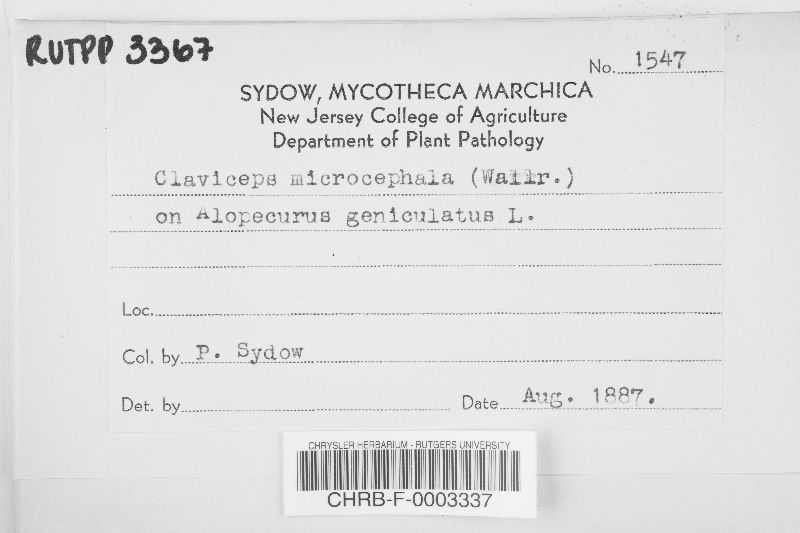 RUTPP 3367
No. 1547
SYDOW, MYCOTHECA MARCHICA
New Jersey College of Agriculture
Department of Plant Pathology
Claviceps microcephala (Wallr.)
on Alopecurus geniculatus L.
Loc.
Col. by P. Sydow
Det. by Date Aug. 1887.
CHRYSLER HERBARIUM - RUTGERS UNIVERSITY
CHRB-F-0003337